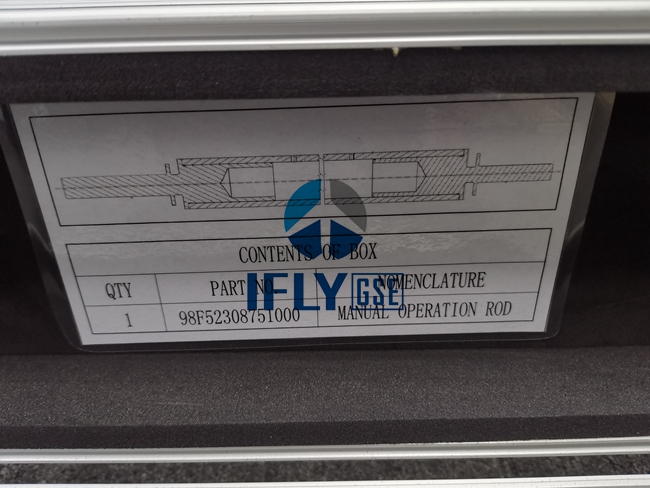 CONTENTS OF BOX
QTY PART NO. NOMENCLATURE
1 98F52308751000 MANUAL OPERATION ROD
IFLY GSE